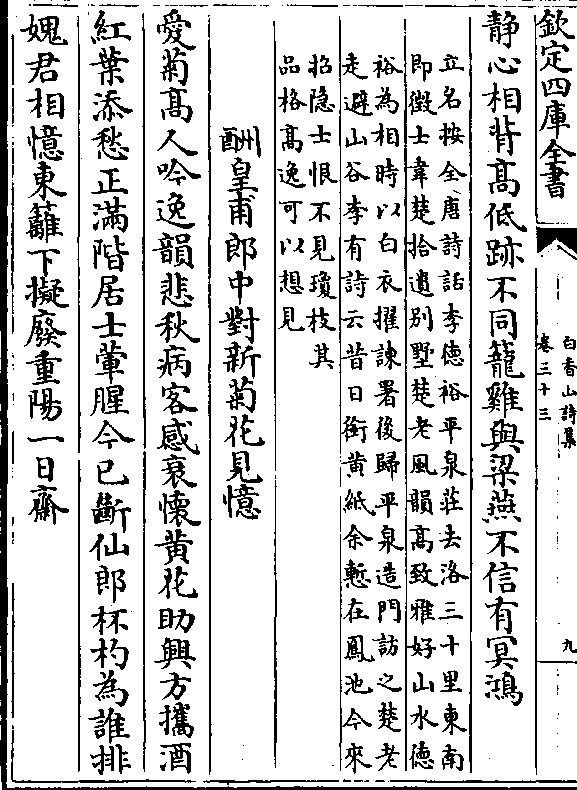 欽定四庫全書
白香山詩集
卷三十三
九
静心相背髙低跡不同籠雞與梁燕不信有冥鴻
立名按全唐詩話李德裕平泉莊去洛三十里東南
即徵士韋楚拾遺别墅楚老風韻髙致雅好山水德
裕為相時以白衣擢諫署後歸平泉造門訪之楚老
走避山谷李有詩云昔日銜黄紙余慙在鳳池今來
招隐士恨不見瓊枝其
品格髙逸可以想見
酬皇甫郎中對新菊花見憶
愛菊髙人吟逸韻悲秋病客感衰懷黄花助興方攜酒
紅葉添愁正滿階居士葷腥今已斷仙郎杯杓為誰排
媿君相憶東籬下擬廢重陽一日齋